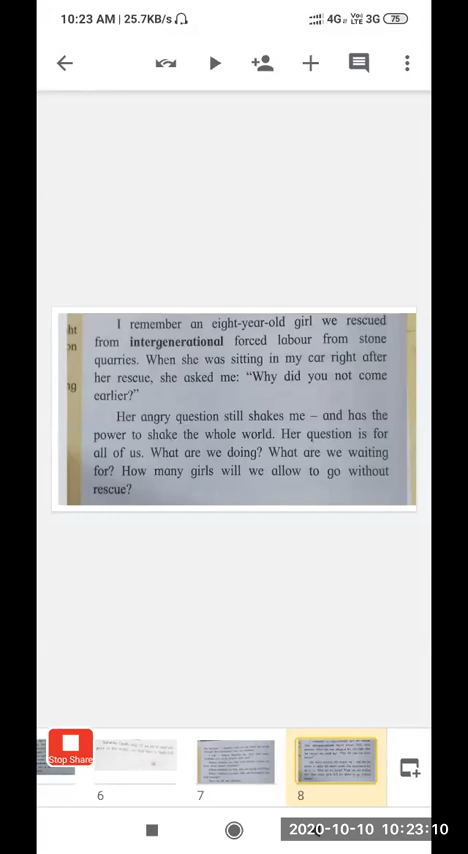 10:23 AM | 25.7KB/s 4G Vo) LTE 3G 75
ht
on
ng
I remember an eight-year-old girl we rescued
from intergenerational forced labour from stone
quarries. When she was sitting in my car right after
her rescue, she asked me: “Why did you not come
earlier?”
Her angry question still shakes me – and has the
power to shake the whole world. Her question is for
all of us. What are we doing? What are we waiting
for? How many girls will we allow to go without
rescue?
Stop Share
6
7
8
2020-10-10 10:23:10